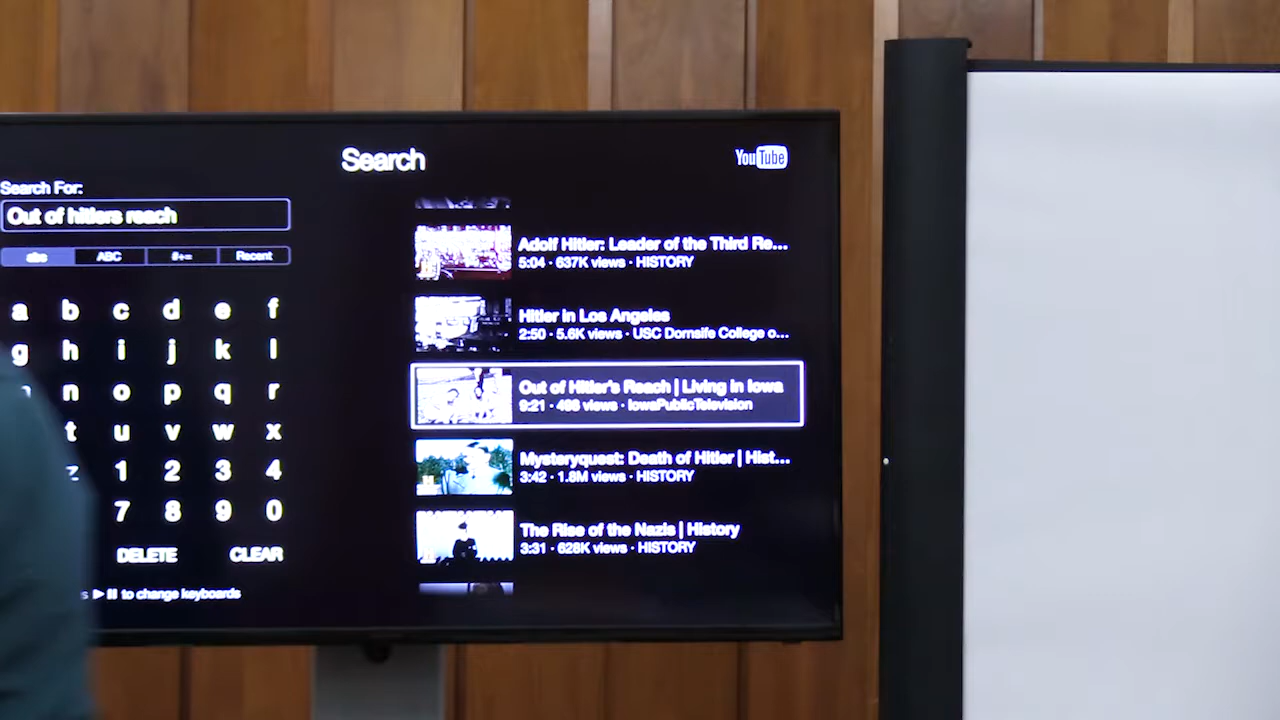 Search
YouTube
Search For:
Out of hitlers reach
abc ABC #+= Recent
a b c d e f
g h i j k l
n o p q r
t u v w x
z 1 2 3 4
7 8 9 0
DELETE CLEAR
to change keyboards
Adolf Hitler: Leader of the Third Re...
5:04 · 637K views · HISTORY
Hitler in Los Angeles
2:50 · 5.6K views · USC Dornsife College o...
Out of Hitler's Reach | Living in Iowa
9:21 · 498 views · IowaPublicTelevision
Mysteryquest: Death of Hitler | Hist...
3:42 · 1.8M views · HISTORY
The Rise of the Nazis | History
3:31 · 628K views · HISTORY